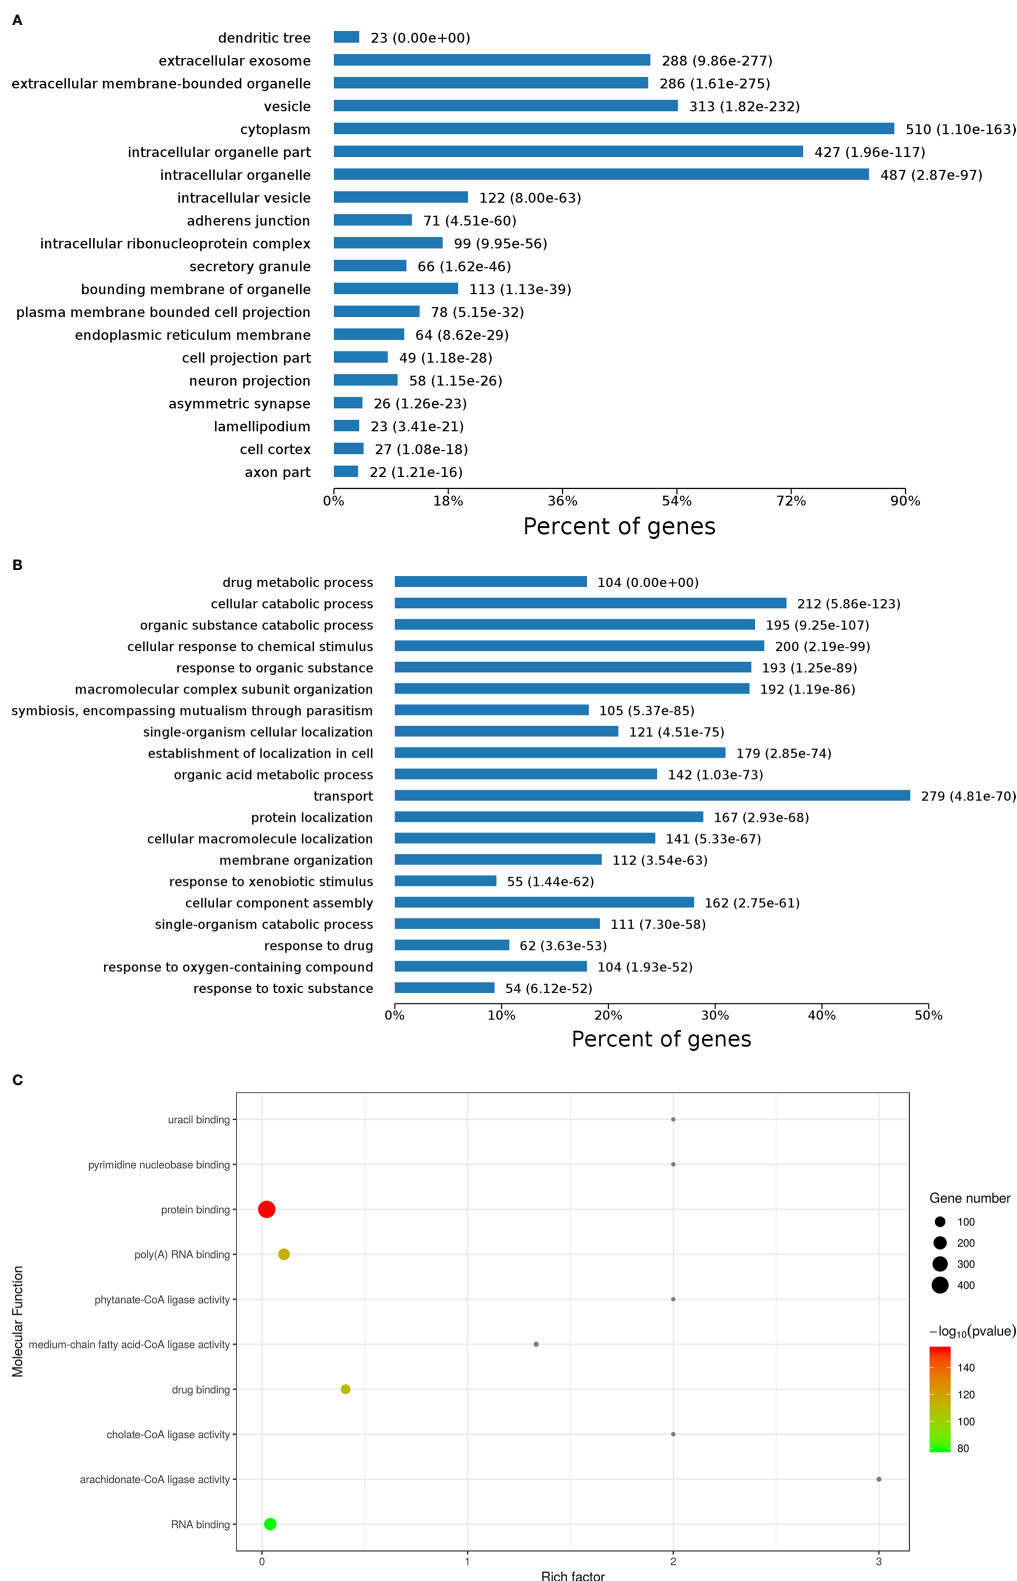 A
dendritic tree 23 (0.00e+00)
extracellular exosome 288 (9.86e-277)
extracellular membrane-bounded organelle 286 (1.61e-275)
vesicle 313 (1.82e-232)
cytoplasm 510 (1.10e-163)
intracellular organelle part 427 (1.96e-117)
intracellular organelle 487 (2.87e-97)
intracellular vesicle 122 (8.00e-63)
adherens junction 71 (4.51e-60)
intracellular ribonucleoprotein complex 99 (9.95e-56)
secretory granule 66 (1.62e-46)
bounding membrane of organelle 113 (1.13e-39)
plasma membrane bounded cell projection 78 (5.15e-32)
endoplasmic reticulum membrane 64 (8.62e-29)
cell projection part 49 (1.18e-28)
neuron projection 58 (1.15e-26)
asymmetric synapse 26 (1.26e-23)
lamellipodium 23 (3.41e-21)
cell cortex 27 (1.08e-18)
axon part 22 (1.21e-16)
0% 18% 36% 54% 72% 90%
Percent of genes
B
drug metabolic process 104 (0.00e+00)
cellular catabolic process 212 (5.86e-123)
organic substance catabolic process 195 (9.25e-107)
cellular response to chemical stimulus 200 (2.19e-99)
response to organic substance 193 (1.25e-89)
macromolecular complex subunit organization 192 (1.19e-86)
symbiosis, encompassing mutualism through parasitism 105 (5.37e-85)
single-organism cellular localization 121 (4.51e-75)
establishment of localization in cell 179 (2.85e-74)
organic acid metabolic process 142 (1.03e-73)
transport 279 (4.81e-70)
protein localization 167 (2.93e-68)
cellular macromolecule localization 141 (5.33e-67)
membrane organization 112 (3.54e-63)
response to xenobiotic stimulus 55 (1.44e-62)
cellular component assembly 162 (2.75e-61)
single-organism catabolic process 111 (7.30e-58)
response to drug 62 (3.63e-53)
response to oxygen-containing compound 104 (1.93e-52)
response to toxic substance 54 (6.12e-52)
0% 10% 20% 30% 40% 50%
Percent of genes
C
Molecular Function
uracil binding
pyrimidine nucleobase binding
protein binding
poly(A) RNA binding
phytanate-CoA ligase activity
medium-chain fatty acid-CoA ligase activity
drug binding
cholate-CoA ligase activity
arachidonate-CoA ligase activity
RNA binding
0 1 2 3
Rich factor
Gene number
100
200
300
400
−log₁₀(pvalue)
140
120
100
80